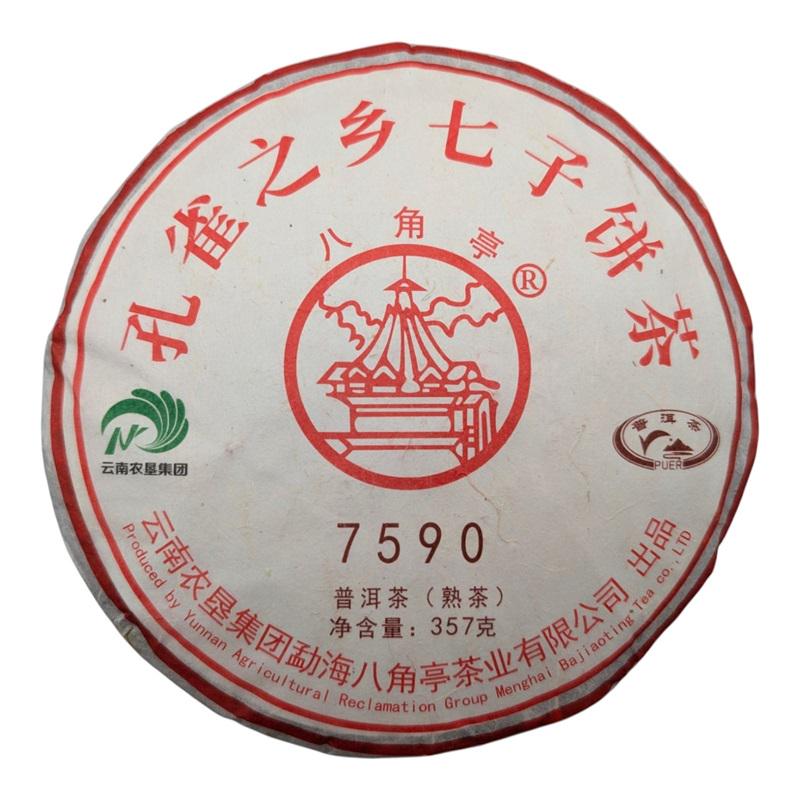 孔雀之乡七子饼茶
八角亭®
云南农垦集团
普洱茶
PUER
7590
普洱茶（熟茶）
净含量：357克
云南农垦集团勐海八角亭茶业有限公司 出品
Produced by Yunnan Agricultural Reclamation Group Menghai Bajiaoting Tea co.,LTD